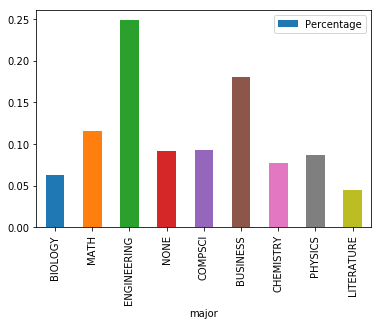 Percentage
0.25
0.20
0.15
0.10
0.05
0.00
BIOLOGY
MATH
ENGINEERING
NONE
COMPSCI
BUSINESS
CHEMISTRY
PHYSICS
LITERATURE
major